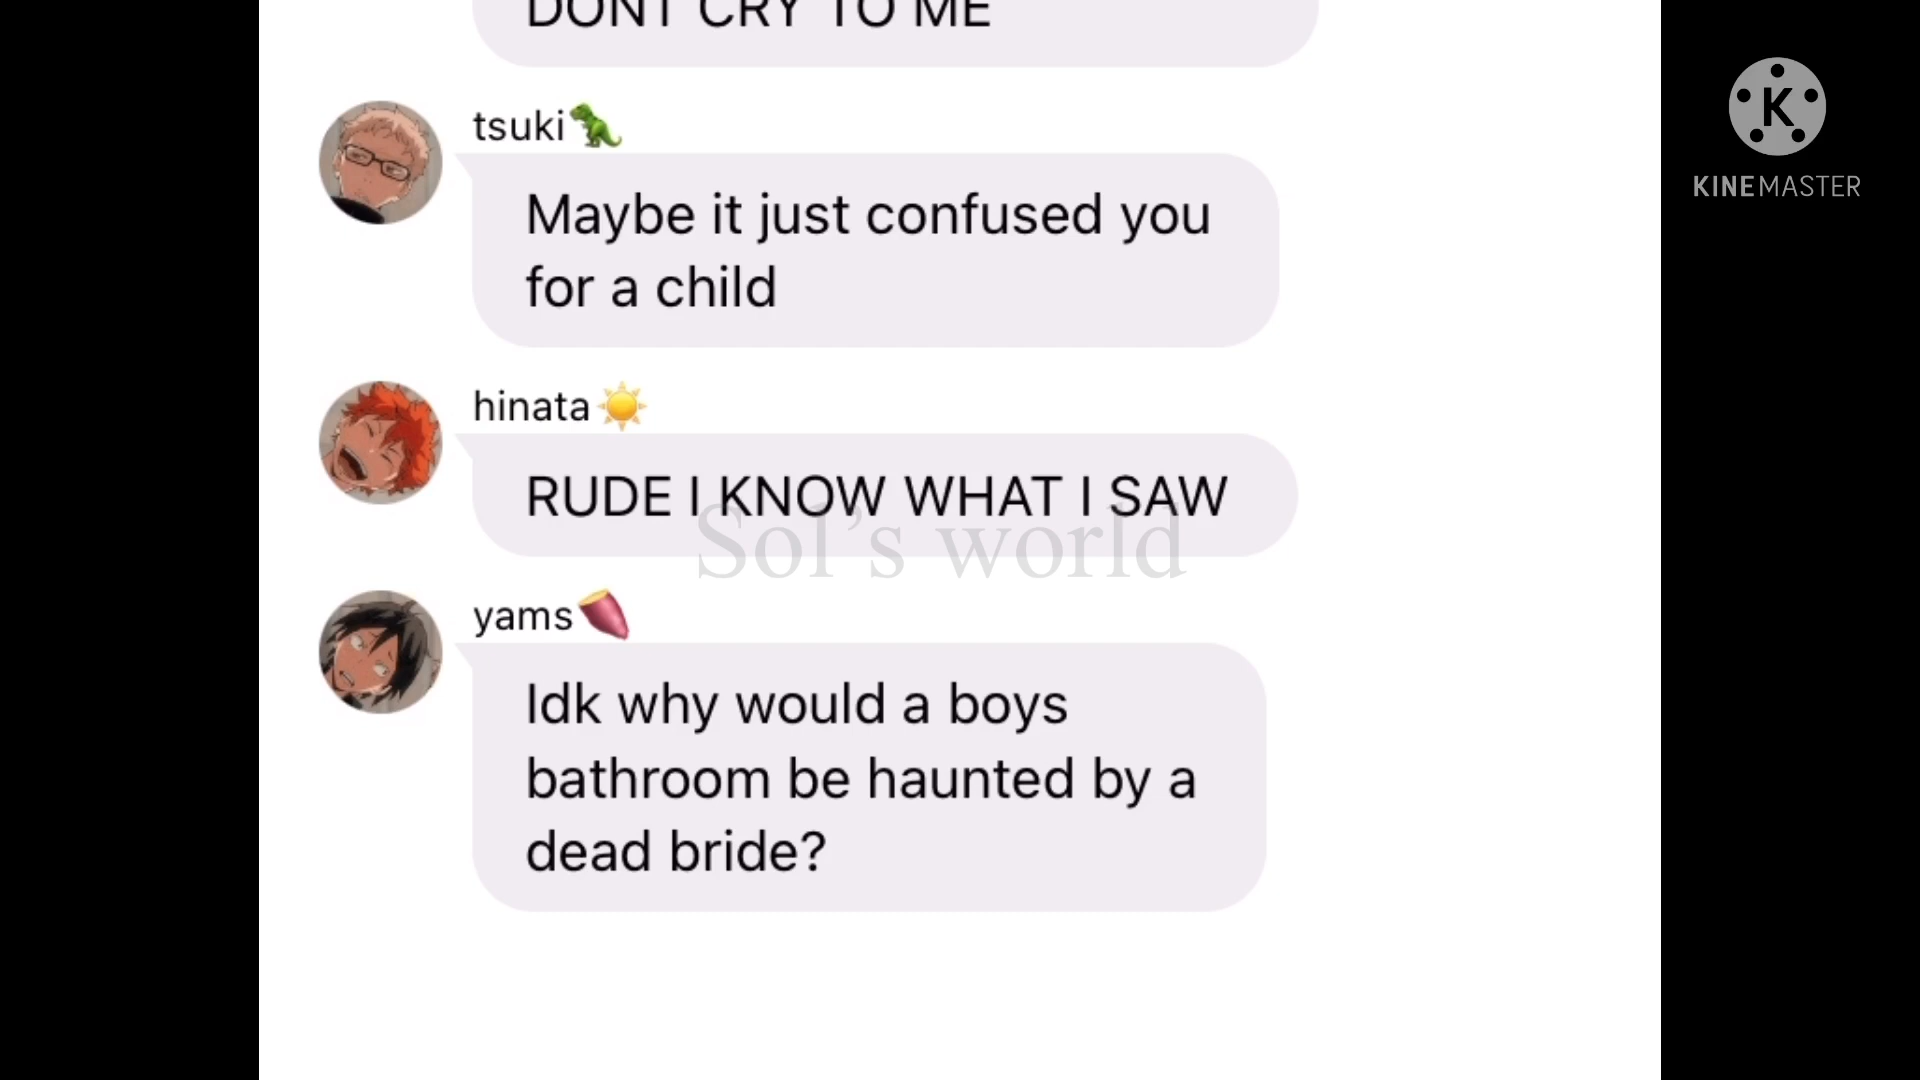 DONT CRY TO ME
tsuki🦖
Maybe it just confused you
for a child
hinata☀️
RUDE I KNOW WHAT I SAW
Sol's world
yams🍠
Idk why would a boys
bathroom be haunted by a
dead bride?
K
KINEMASTER